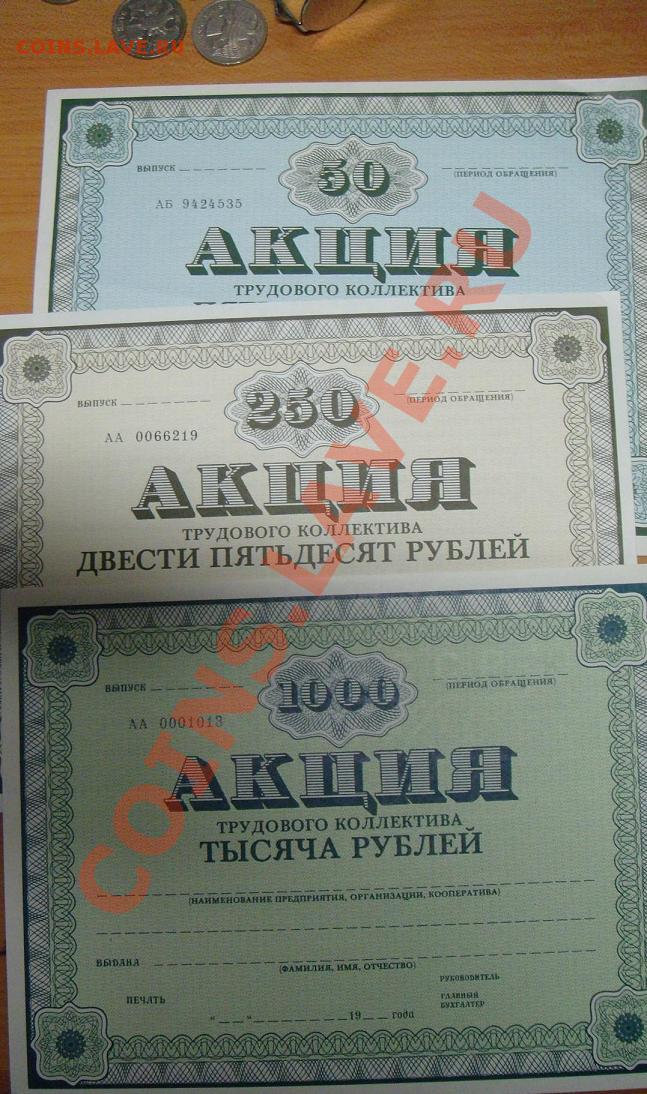 COINS.LAVE.RU
50
ВЫПУСК
(ПЕРИОД ОБРАЩЕНИЯ)
АБ 9424535
АКЦИЯ
ТРУДОВОГО КОЛЛЕКТИВА
250
ВЫПУСК
(ПЕРИОД ОБРАЩЕНИЯ)
АА 0066219
АКЦИЯ
ТРУДОВОГО КОЛЛЕКТИВА
ДВЕСТИ ПЯТЬДЕСЯТ РУБЛЕЙ
1000
ВЫПУСК
(ПЕРИОД ОБРАЩЕНИЯ)
АА 0001013
АКЦИЯ
ТРУДОВОГО КОЛЛЕКТИВА
ТЫСЯЧА РУБЛЕЙ
(НАИМЕНОВАНИЕ ПРЕДПРИЯТИЯ, ОРГАНИЗАЦИИ, КООПЕРАТИВА)
ВЫДАНА
(ФАМИЛИЯ, ИМЯ, ОТЧЕСТВО)
РУКОВОДИТЕЛЬ
ПЕЧАТЬ
ГЛАВНЫЙ
БУХГАЛТЕР
"__"__________19__ года
COINS.LAVE.RU